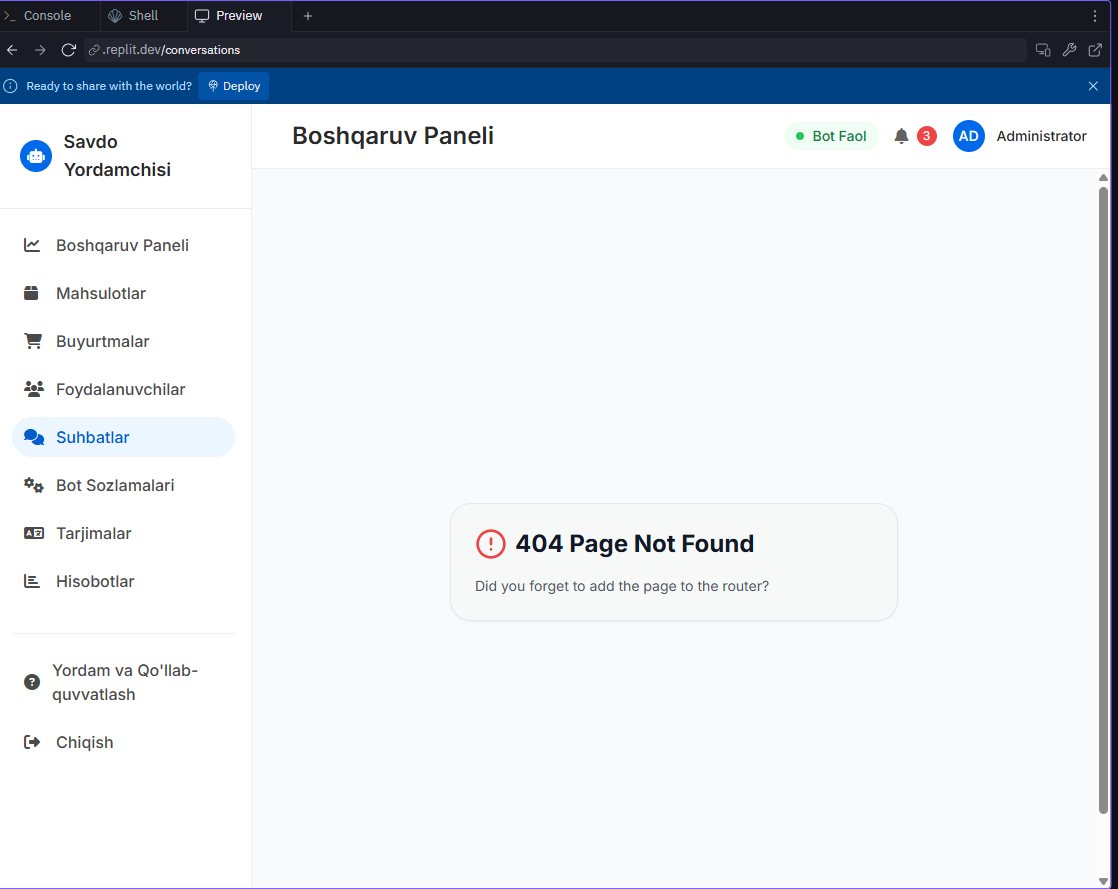 Console
Shell
Preview
.replit.dev/conversations
Ready to share with the world?
Deploy
Savdo
Yordamchisi
Boshqaruv Paneli
Bot Faol
3
AD
Administrator
Boshqaruv Paneli
Mahsulotlar
Buyurtmalar
Foydalanuvchilar
Suhbatlar
Bot Sozlamalari
Tarjimalar
Hisobotlar
Yordam va Qo'llab-
quvvatlash
Chiqish
404 Page Not Found
Did you forget to add the page to the router?